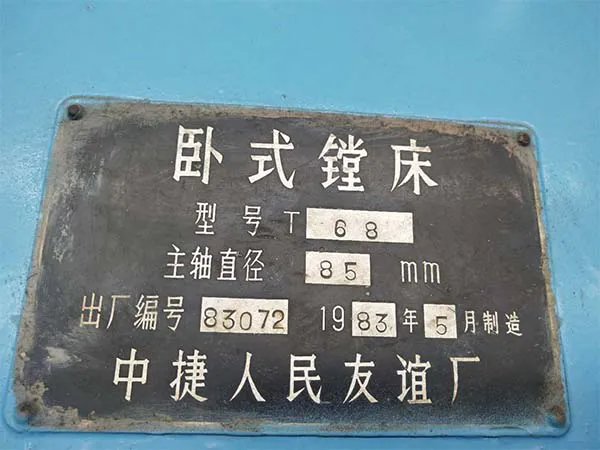 卧式镗床
型号T 68
主轴直径 85 mm
出厂编号 83072 1983年5月制造
中捷人民友谊厂